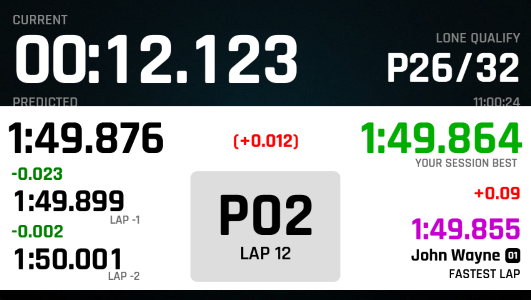 CURRENT
00:12.123
LONE QUALIFY
P26/32
PREDICTED
11:00:24
1:49.876
(+0.012)
1:49.864
YOUR SESSION BEST
-0.023
1:49.899
LAP -1
-0.002
1:50.001
LAP -2
P02
LAP 12
+0.09
1:49.855
John Wayne 01
FASTEST LAP